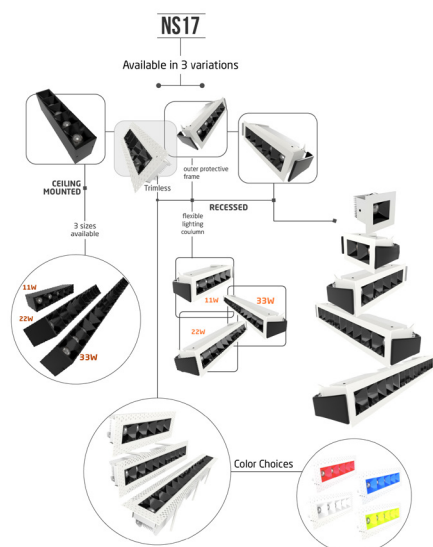 NS17
Available in 3 variations
outer protective
frame
Trimless
CEILING
MOUNTED
RECESSED
3 sizes
available
flexible
lighting
couiumn
11W
22W
33W
11W
33W
22W
Color Choices